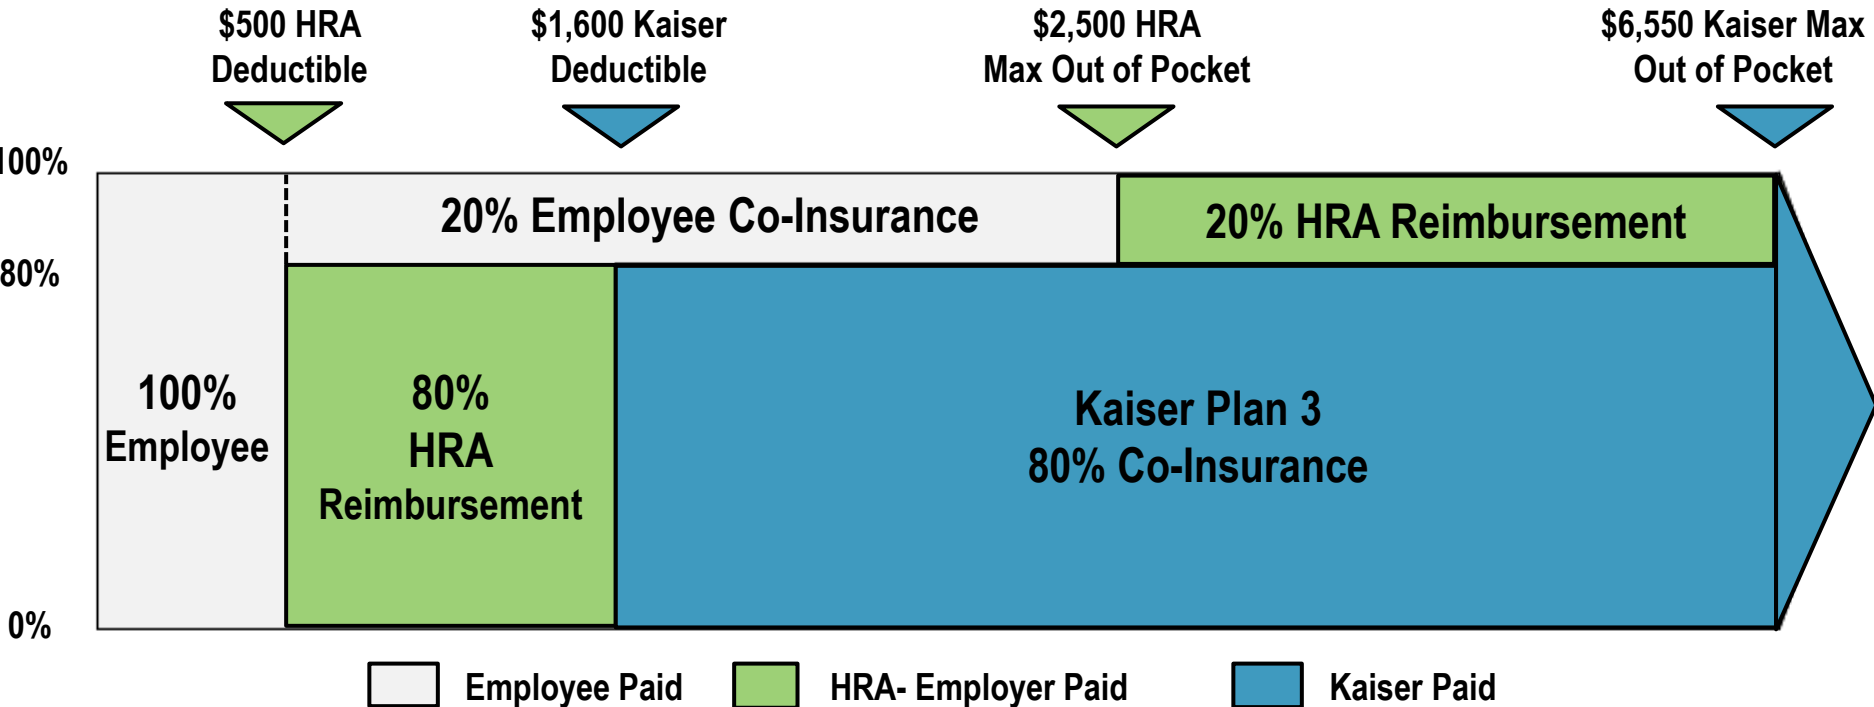 $500 HRA
Deductible
$1,600 Kaiser
Deductible
$2,500 HRA
Max Out of Pocket
$6,550 Kaiser Max
Out of Pocket
100%
80%
0%
20% Employee Co-Insurance
20% HRA Reimbursement
100%
Employee
80%
HRA
Reimbursement
Kaiser Plan 3
80% Co-Insurance
Employee Paid
HRA- Employer Paid
Kaiser Paid